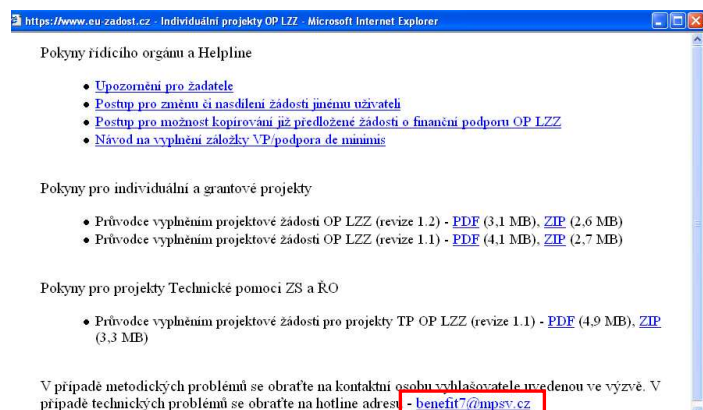 https://www.eu-zadost.cz - Individuální projekty OP LZZ - Microsoft Internet Explorer
Pokyny řídicího orgánu a Helpline
• Upozornění pro žadatele
• Postup pro změnu či nasdílení žádosti jinému uživateli
• Postup pro možnost kopírování již předložené žádosti o finanční podporu OP LZZ
• Návod na vyplnění záložky VP/podpora de minimis
Pokyny pro individuální a grantové projekty
• Průvodce vyplněním projektové žádosti OP LZZ (revize 1.2) - PDF (3,1 MB), ZIP (2,6 MB)
• Průvodce vyplněním projektové žádosti OP LZZ (revize 1.1) - PDF (4,1 MB), ZIP (2,7 MB)
Pokyny pro projekty Technické pomoci ZS a ŘO
• Průvodce vyplněním projektové žádosti pro projekty TP OP LZZ (revize 1.1) - PDF (4,9 MB), ZIP
(3,3 MB)
V případě metodických problémů se obraťte na kontaktní osobu vyhlašovatele uvedenou ve výzvě. V
případě technických problémů se obraťte na hotline adresu - benefit7@mpsv.cz